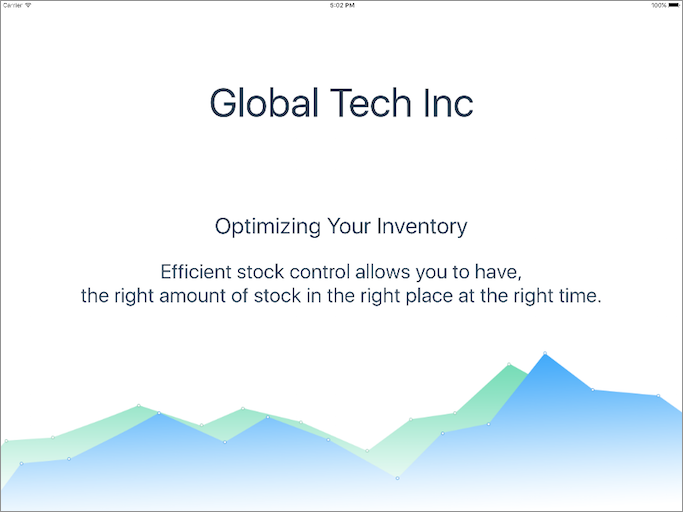 Carrier 5:02 PM 100%
Global Tech Inc
Optimizing Your Inventory
Efficient stock control allows you to have,
the right amount of stock in the right place at the right time.